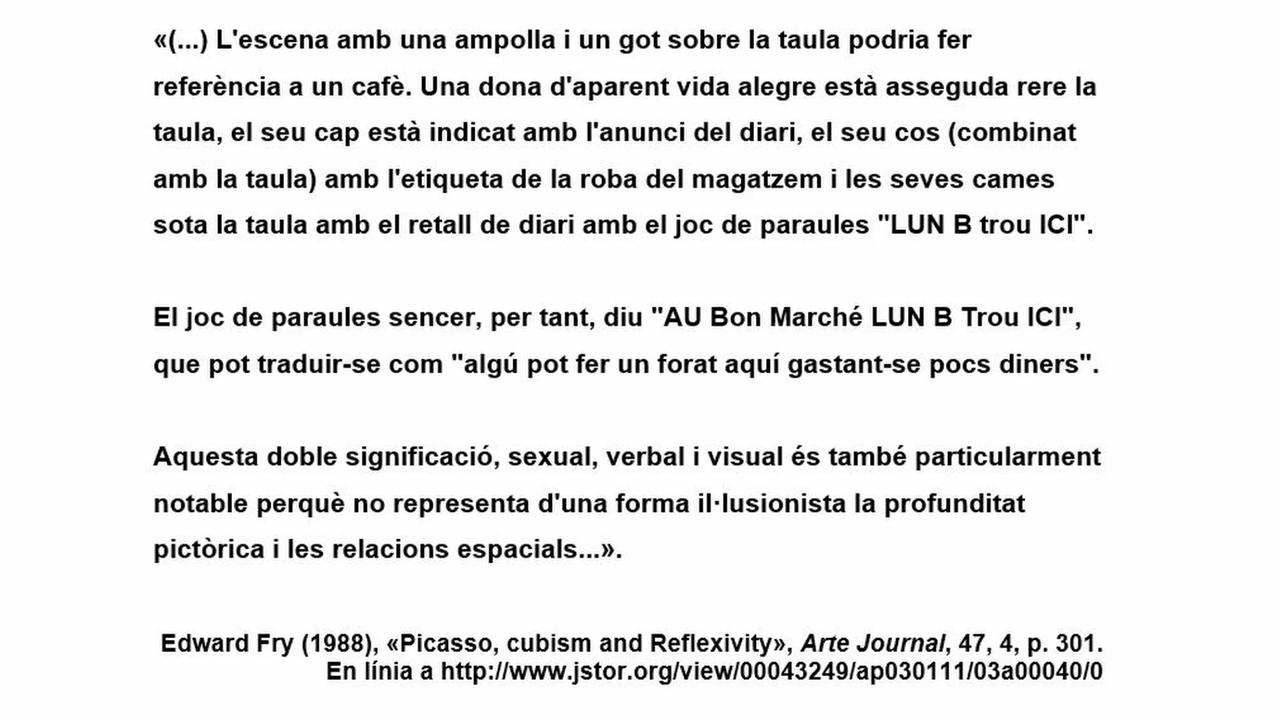 «(...) L'escena amb una ampolla i un got sobre la taula podria fer
referència a un cafè. Una dona d'aparent vida alegre està asseguda rere la
taula, el seu cap està indicat amb l'anunci del diari, el seu cos (combinat
amb la taula) amb l'etiqueta de la roba del magatzem i les seves cames
sota la taula amb el retall de diari amb el joc de paraules "LUN B trou ICI".
El joc de paraules sencer, per tant, diu "AU Bon Marché LUN B Trou ICI",
que pot traduir-se com "algú pot fer un forat aquí gastant-se pocs diners".
Aquesta doble significació, sexual, verbal i visual és també particularment
notable perquè no representa d'una forma il·lusionista la profunditat
pictòrica i les relacions espacials...».
Edward Fry (1988), «Picasso, cubism and Reflexivity», Arte Journal, 47, 4, p. 301.
En línia a http://www.jstor.org/view/00043249/ap030111/03a00040/0